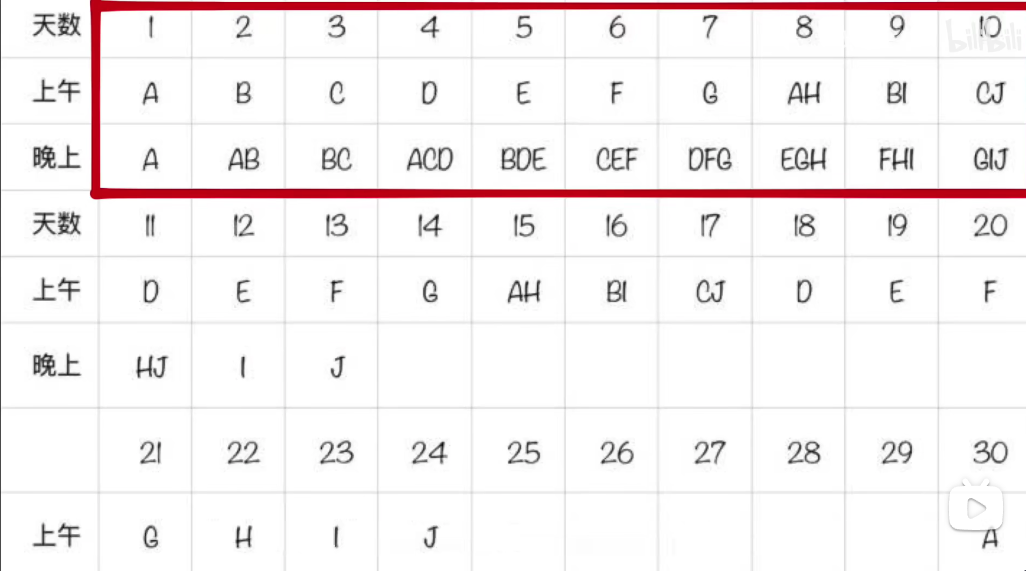 天数 1 2 3 4 5 6 7 8 9 10
上午 A B C D E F G AH BI CJ
晚上 A AB BC ACD BDE CEF DFG EGH FHI GIJ
天数 11 12 13 14 15 16 17 18 19 20
上午 D E F G AH BI CJ D E F
晚上 HJ I J
21 22 23 24 25 26 27 28 29 30
上午 G H I J A
bilibili